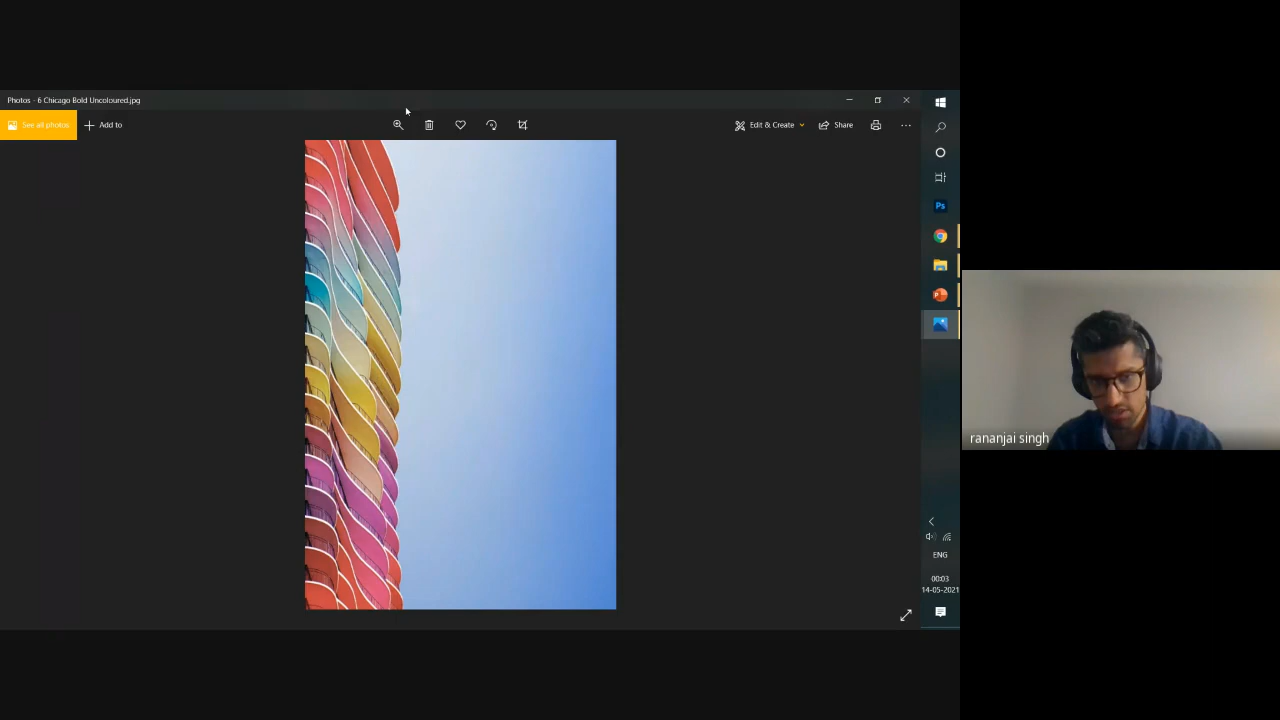 Photos - 6 Chicago Bold Uncoloured.jpg
See all photos
Add to
Edit & Create
Share
Ps
rananjai singh
ENG
00:03
14-05-2021